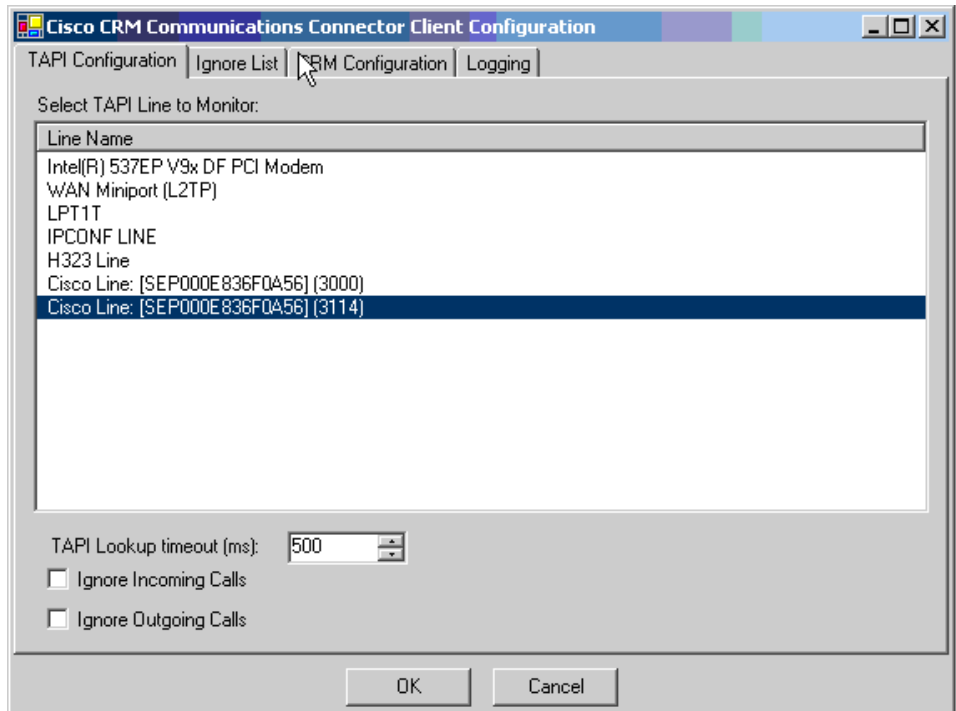 Cisco CRM Communications Connector Client Configuration
TAPI Configuration Ignore List CRM Configuration Logging
Select TAPI Line to Monitor:
Line Name
Intel(R) 537EP V9x DF PCI Modem
WAN Miniport (L2TP)
LPT1T
IPCONF LINE
H323 Line
Cisco Line: [SEP000E836F0A56] (3000)
Cisco Line: [SEP000E836F0A56] (3114)
TAPI Lookup timeout (ms): 500
Ignore Incoming Calls
Ignore Outgoing Calls
OK Cancel